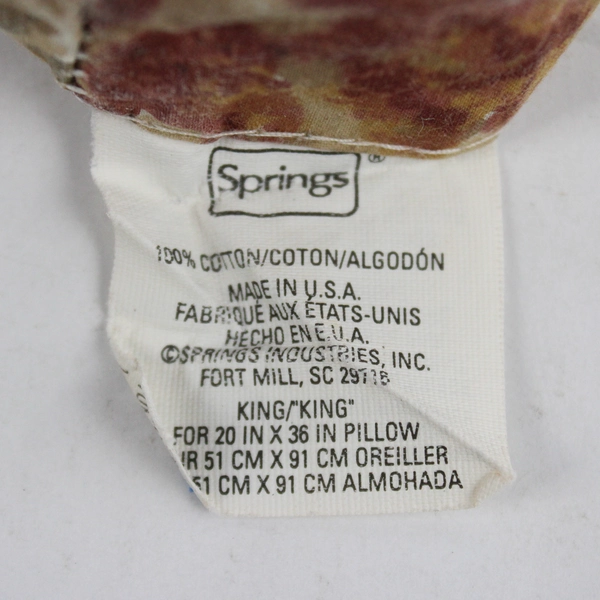 Springs®
100% COTTON/COTON/ALGODÓN
MADE IN U.S.A.
FABRIQUÉ AUX ÉTATS-UNIS
HECHO EN E.U.A.
©SPRINGS INDUSTRIES, INC.
FORT MILL, SC 29716
KING/"KING"
FOR 20 IN X 36 IN PILLOW
51 CM X 91 CM OREILLER
51 CM X 91 CM ALMOHADA